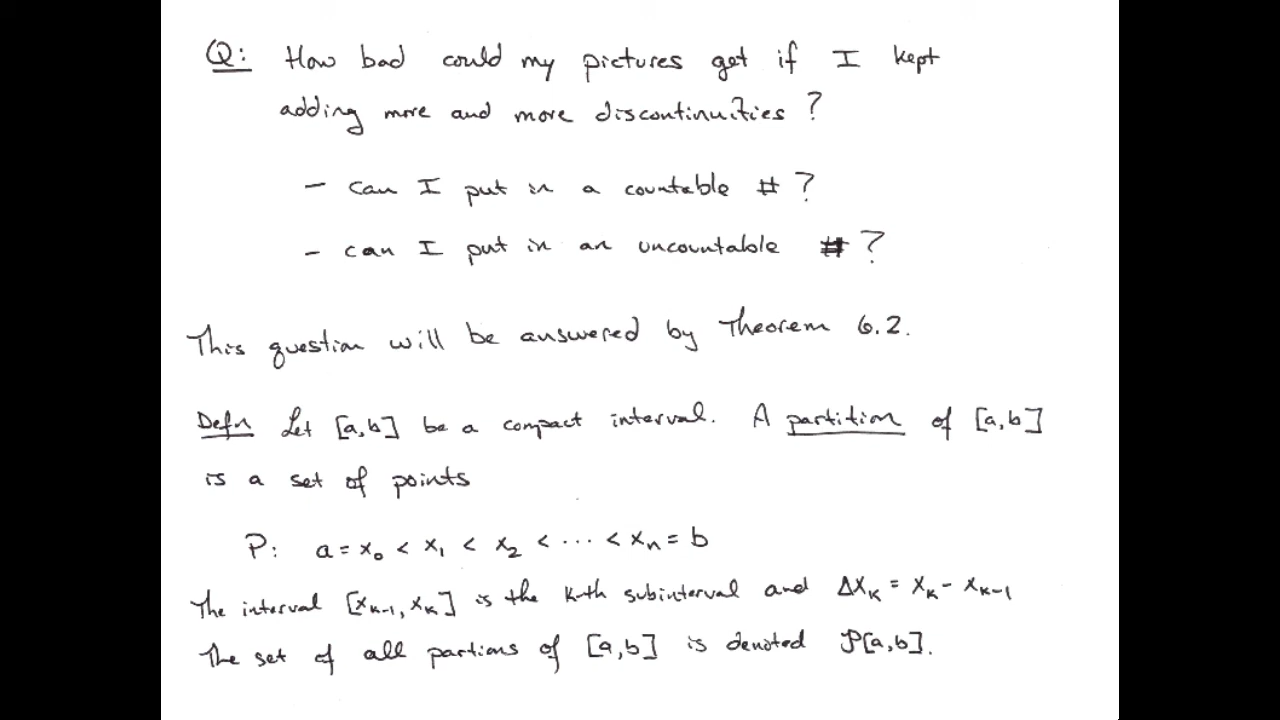 Q: How bad could my pictures get if I kept
adding more and more discontinuities?
- can I put in a countable #?
- can I put in an uncountable #?
This question will be answered by Theorem 6.2.
Defn Let [a,b] be a compact interval. A partition of [a,b]
is a set of points
P: a = x₀ < x₁ < x₂ < ··· < xₙ = b
The interval [xₖ₋₁, xₖ] is the k-th subinterval and Δxₖ = xₖ - xₖ₋₁
The set of all partions of [a,b] is denoted 𝒫[a,b].